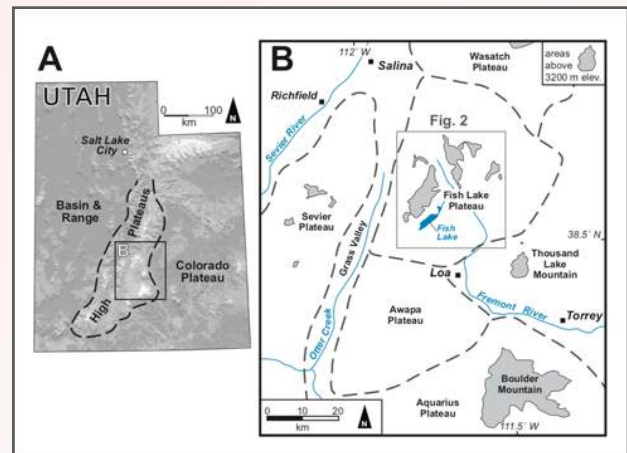 A
UTAH
0 100
km
N
Salt Lake
City
Basin &
Range
Plateaus
B
High
Colorado
Plateau
B
112° W
Salina
Wasatch
Plateau
areas
above
3200 m elev.
Richfield
Sevier River
Fig. 2
Sevier
Plateau
Grass Valley
Fish Lake
Plateau
Fish
Lake
38.5° N
Thousand
Lake
Mountain
Loa
Otter Creek
Awapa
Plateau
Fremont River
Torrey
Boulder
Mountain
Aquarius
Plateau
0 10 20
km
N
111.5° W